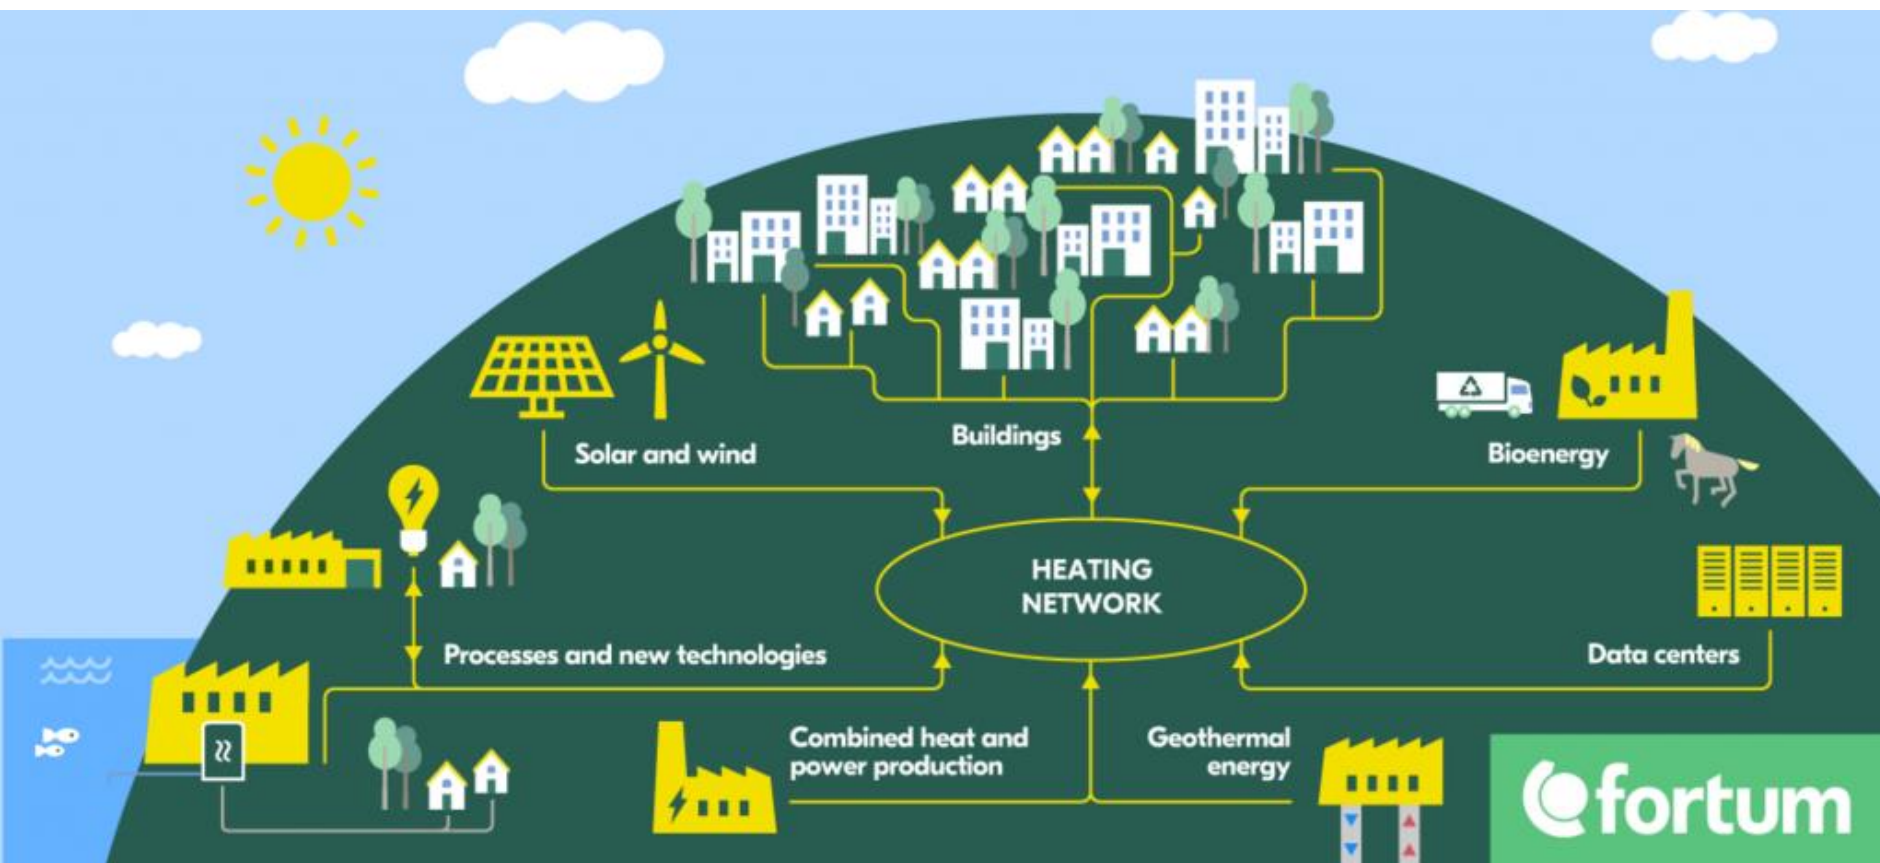 Buildings
Solar and wind
Bioenergy
HEATING
NETWORK
Processes and new technologies
Data centers
Combined heat and
power production
Geothermal
energy
fortum